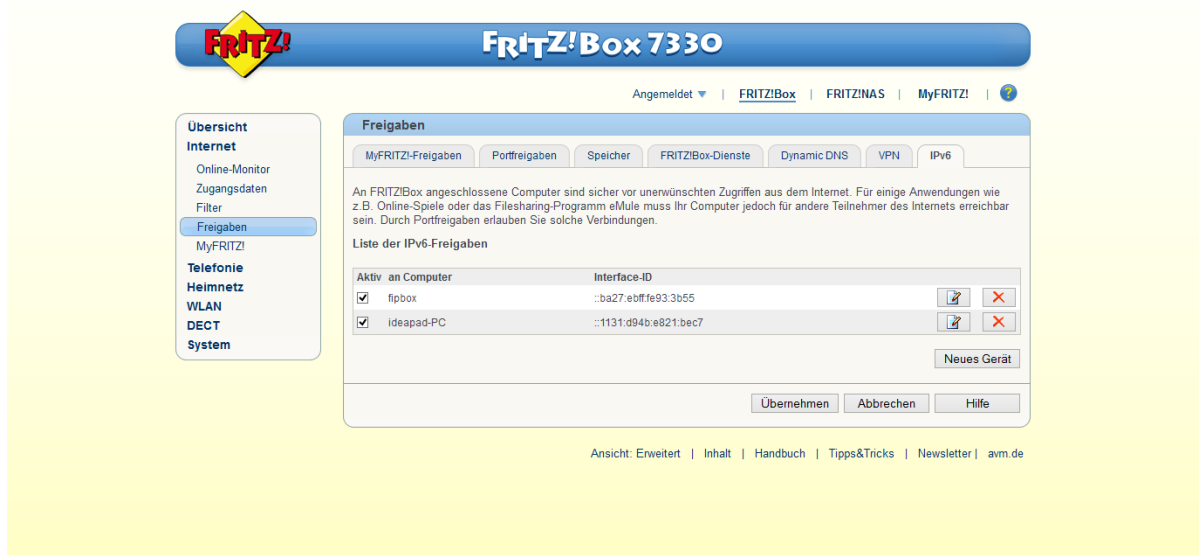 FRITZ!
FRITZ!Box 7330
Angemeldet | FRITZ!Box | FRITZ!NAS | MyFRITZ! | ?
Übersicht
Internet
Online-Monitor
Zugangsdaten
Filter
Freigaben
MyFRITZ!
Telefonie
Heimnetz
WLAN
DECT
System
Freigaben
MyFRITZ!-Freigaben Portfreigaben Speicher FRITZ!Box-Dienste Dynamic DNS VPN IPv6
An FRITZ!Box angeschlossene Computer sind sicher vor unerwünschten Zugriffen aus dem Internet. Für einige Anwendungen wie
z.B. Online-Spiele oder das Filesharing-Programm eMule muss Ihr Computer jedoch für andere Teilnehmer des Internets erreichbar
sein. Durch Portfreigaben erlauben Sie solche Verbindungen.
Liste der IPv6-Freigaben
Aktiv an Computer Interface-ID
fipbox ::ba27:ebff:fe93:3b55
ideapad-PC ::1131:d94b:e821:bec7
Neues Gerät
Übernehmen Abbrechen Hilfe
Ansicht: Erweitert | Inhalt | Handbuch | Tipps&Tricks | Newsletter | avm.de